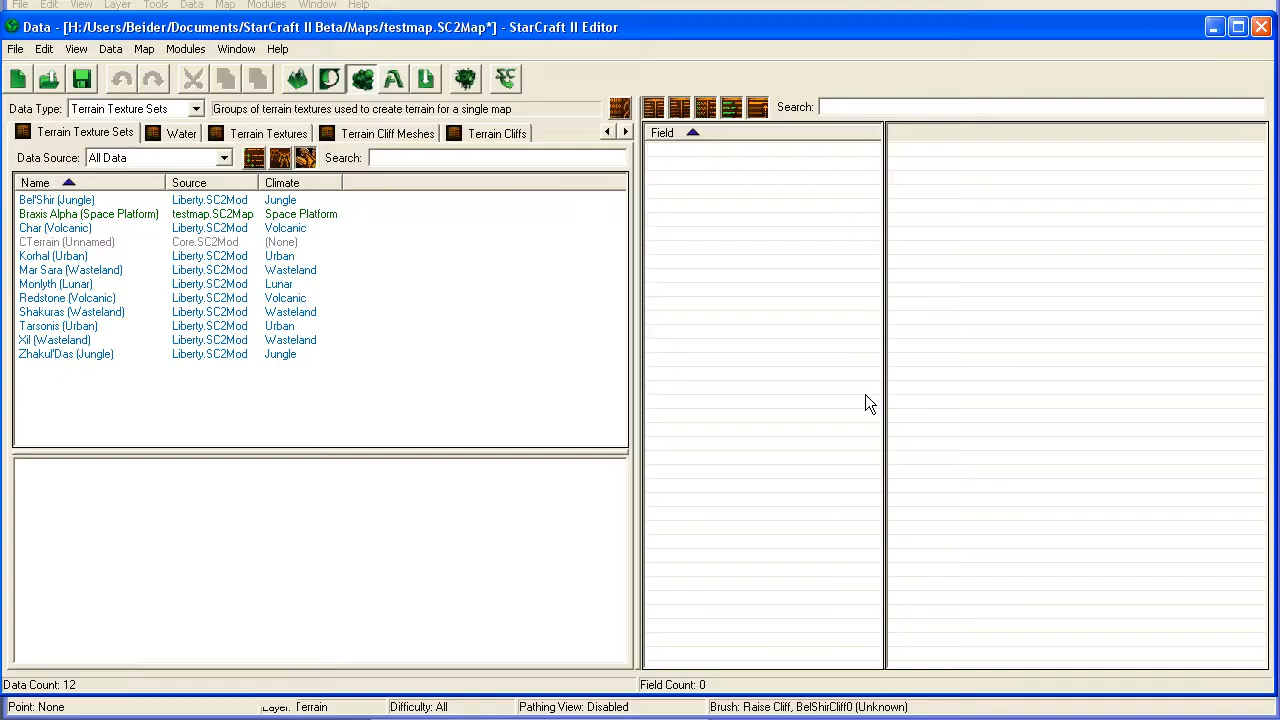 File Edit View Layer Tools Data Map Modules Window Help
Data - [H:/Users/Beider/Documents/StarCraft II Beta/Maps/testmap.SC2Map*] - StarCraft II Editor
File Edit View Data Map Modules Window Help
Data Type: Terrain Texture Sets Groups of terrain textures used to create terrain for a single map
Search:
Terrain Texture Sets Water Terrain Textures Terrain Cliff Meshes Terrain Cliffs
Field
Data Source: All Data Search:
Name Source Climate
Bel'Shir (Jungle) Liberty.SC2Mod Jungle
Braxis Alpha (Space Platform) testmap.SC2Map Space Platform
Char (Volcanic) Liberty.SC2Mod Volcanic
CTerrain (Unnamed) Core.SC2Mod (None)
Korhal (Urban) Liberty.SC2Mod Urban
Mar Sara (Wasteland) Liberty.SC2Mod Wasteland
Monlyth (Lunar) Liberty.SC2Mod Lunar
Redstone (Volcanic) Liberty.SC2Mod Volcanic
Shakuras (Wasteland) Liberty.SC2Mod Wasteland
Tarsonis (Urban) Liberty.SC2Mod Urban
Xil (Wasteland) Liberty.SC2Mod Wasteland
Zhakul'Das (Jungle) Liberty.SC2Mod Jungle
Data Count: 12 Field Count: 0
Point: None Layer: Terrain Difficulty: All Pathing View: Disabled Brush: Raise Cliff, BelShirCliff0 (Unknown)